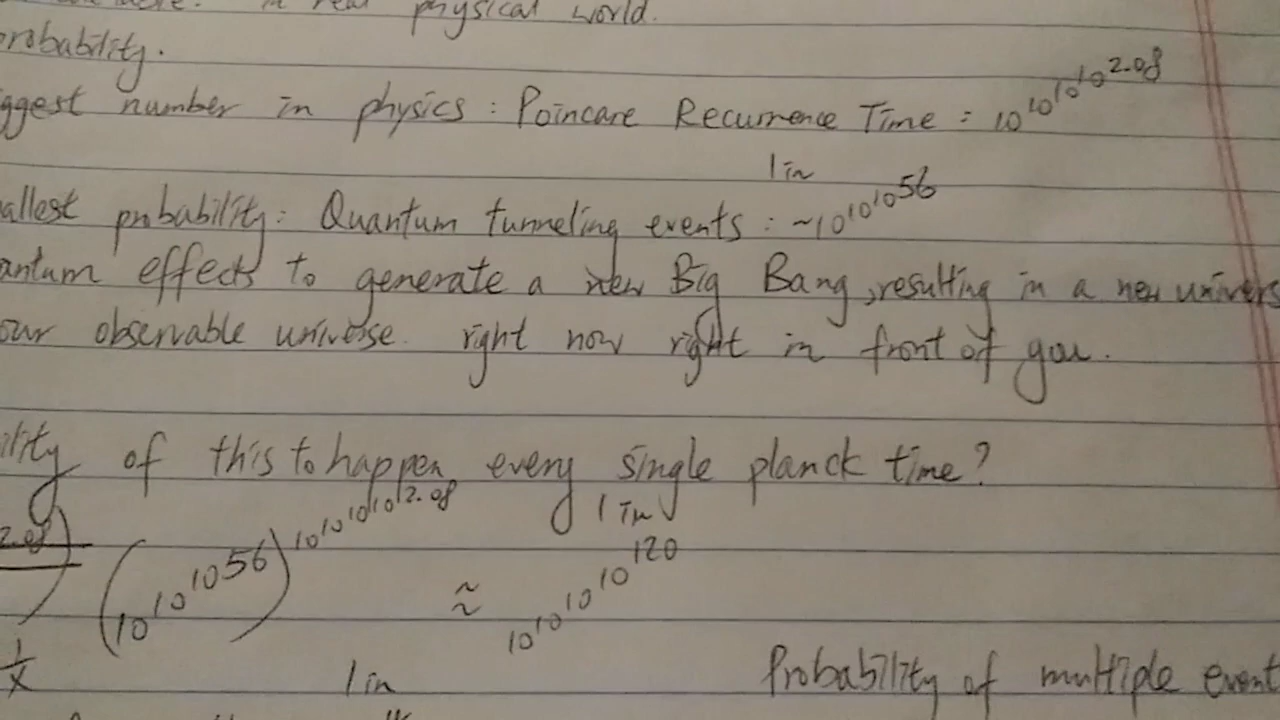 in real physical world.
robability.
ggest number in physics : Poincare Recurrence Time = 10^10^10^10^2.08
1 in
allest probability: Quantum tunneling events : ~10^10^10^56
antum effects to generate a new Big Bang, resulting in a new univers
our observable universe. right now right in front of you.
ility of this to happen every single planck time?
2.08) (10^10^10^56)^10^10^10^10^2.08 ≈ 1 in 10^10^10^10^120
1/x 1 in Probability of multiple event